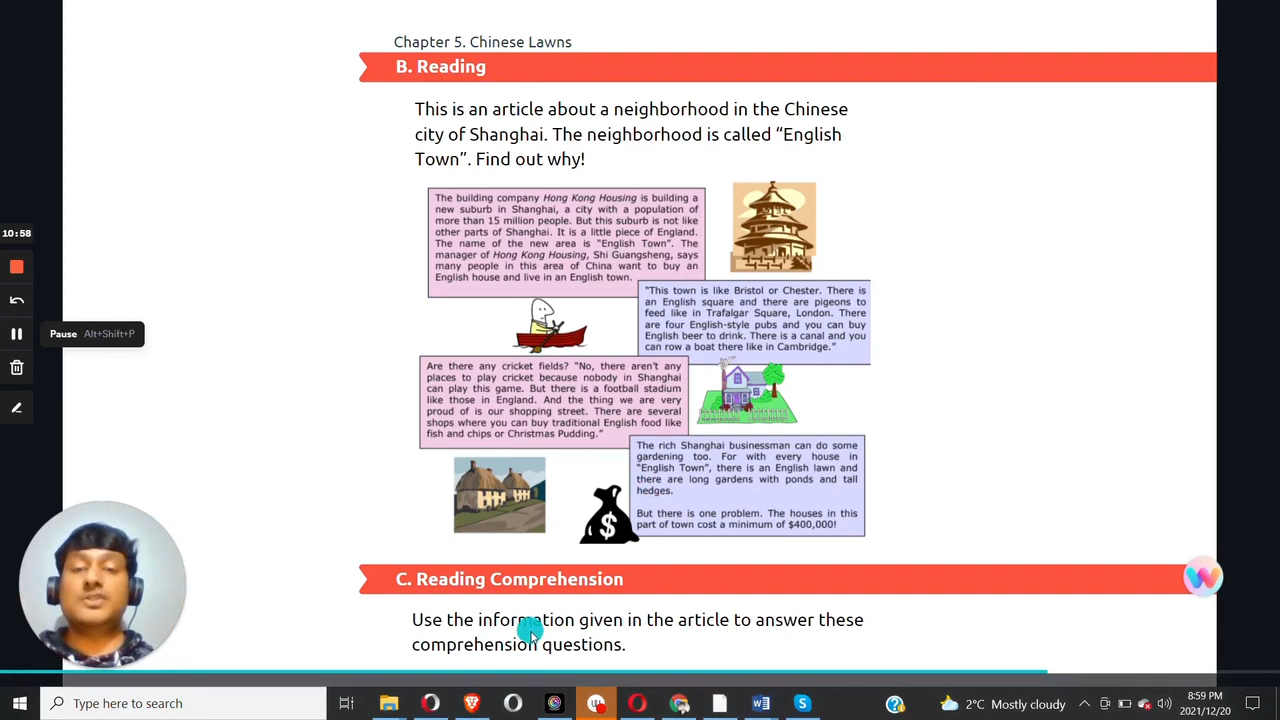 Chapter 5. Chinese Lawns
B. Reading
This is an article about a neighborhood in the Chinese
city of Shanghai. The neighborhood is called “English
Town”. Find out why!
The building company Hong Kong Housing is building a
new suburb in Shanghai, a city with a population of
more than 15 million people. But this suburb is not like
other parts of Shanghai. It is a little piece of England.
The name of the new area is “English Town”. The
manager of Hong Kong Housing, Shi Guangsheng, says
many people in this area of China want to buy an
English house and live in an English town.
“This town is like Bristol or Chester. There is
an English square and there are pigeons to
feed like in Trafalgar Square, London. There
are four English-style pubs and you can buy
English beer to drink. There is a canal and you
can row a boat there like in Cambridge.”
Are there any cricket fields? “No, there aren’t any
places to play cricket because nobody in Shanghai
can play this game. But there is a football stadium
like those in England. And the thing we are very
proud of is our shopping street. There are several
shops where you can buy traditional English food like
fish and chips or Christmas Pudding.”
The rich Shanghai businessman can do some
gardening too. For with every house in
“English Town”, there is an English lawn and
there are long gardens with ponds and tall
hedges.
But there is one problem. The houses in this
part of town cost a minimum of $400,000!
$
C. Reading Comprehension
Use the information given in the article to answer these
comprehension questions.
10:58
Pause Alt+Shift+P
Type here to search
2°C Mostly cloudy
8:59 PM
2021/12/20